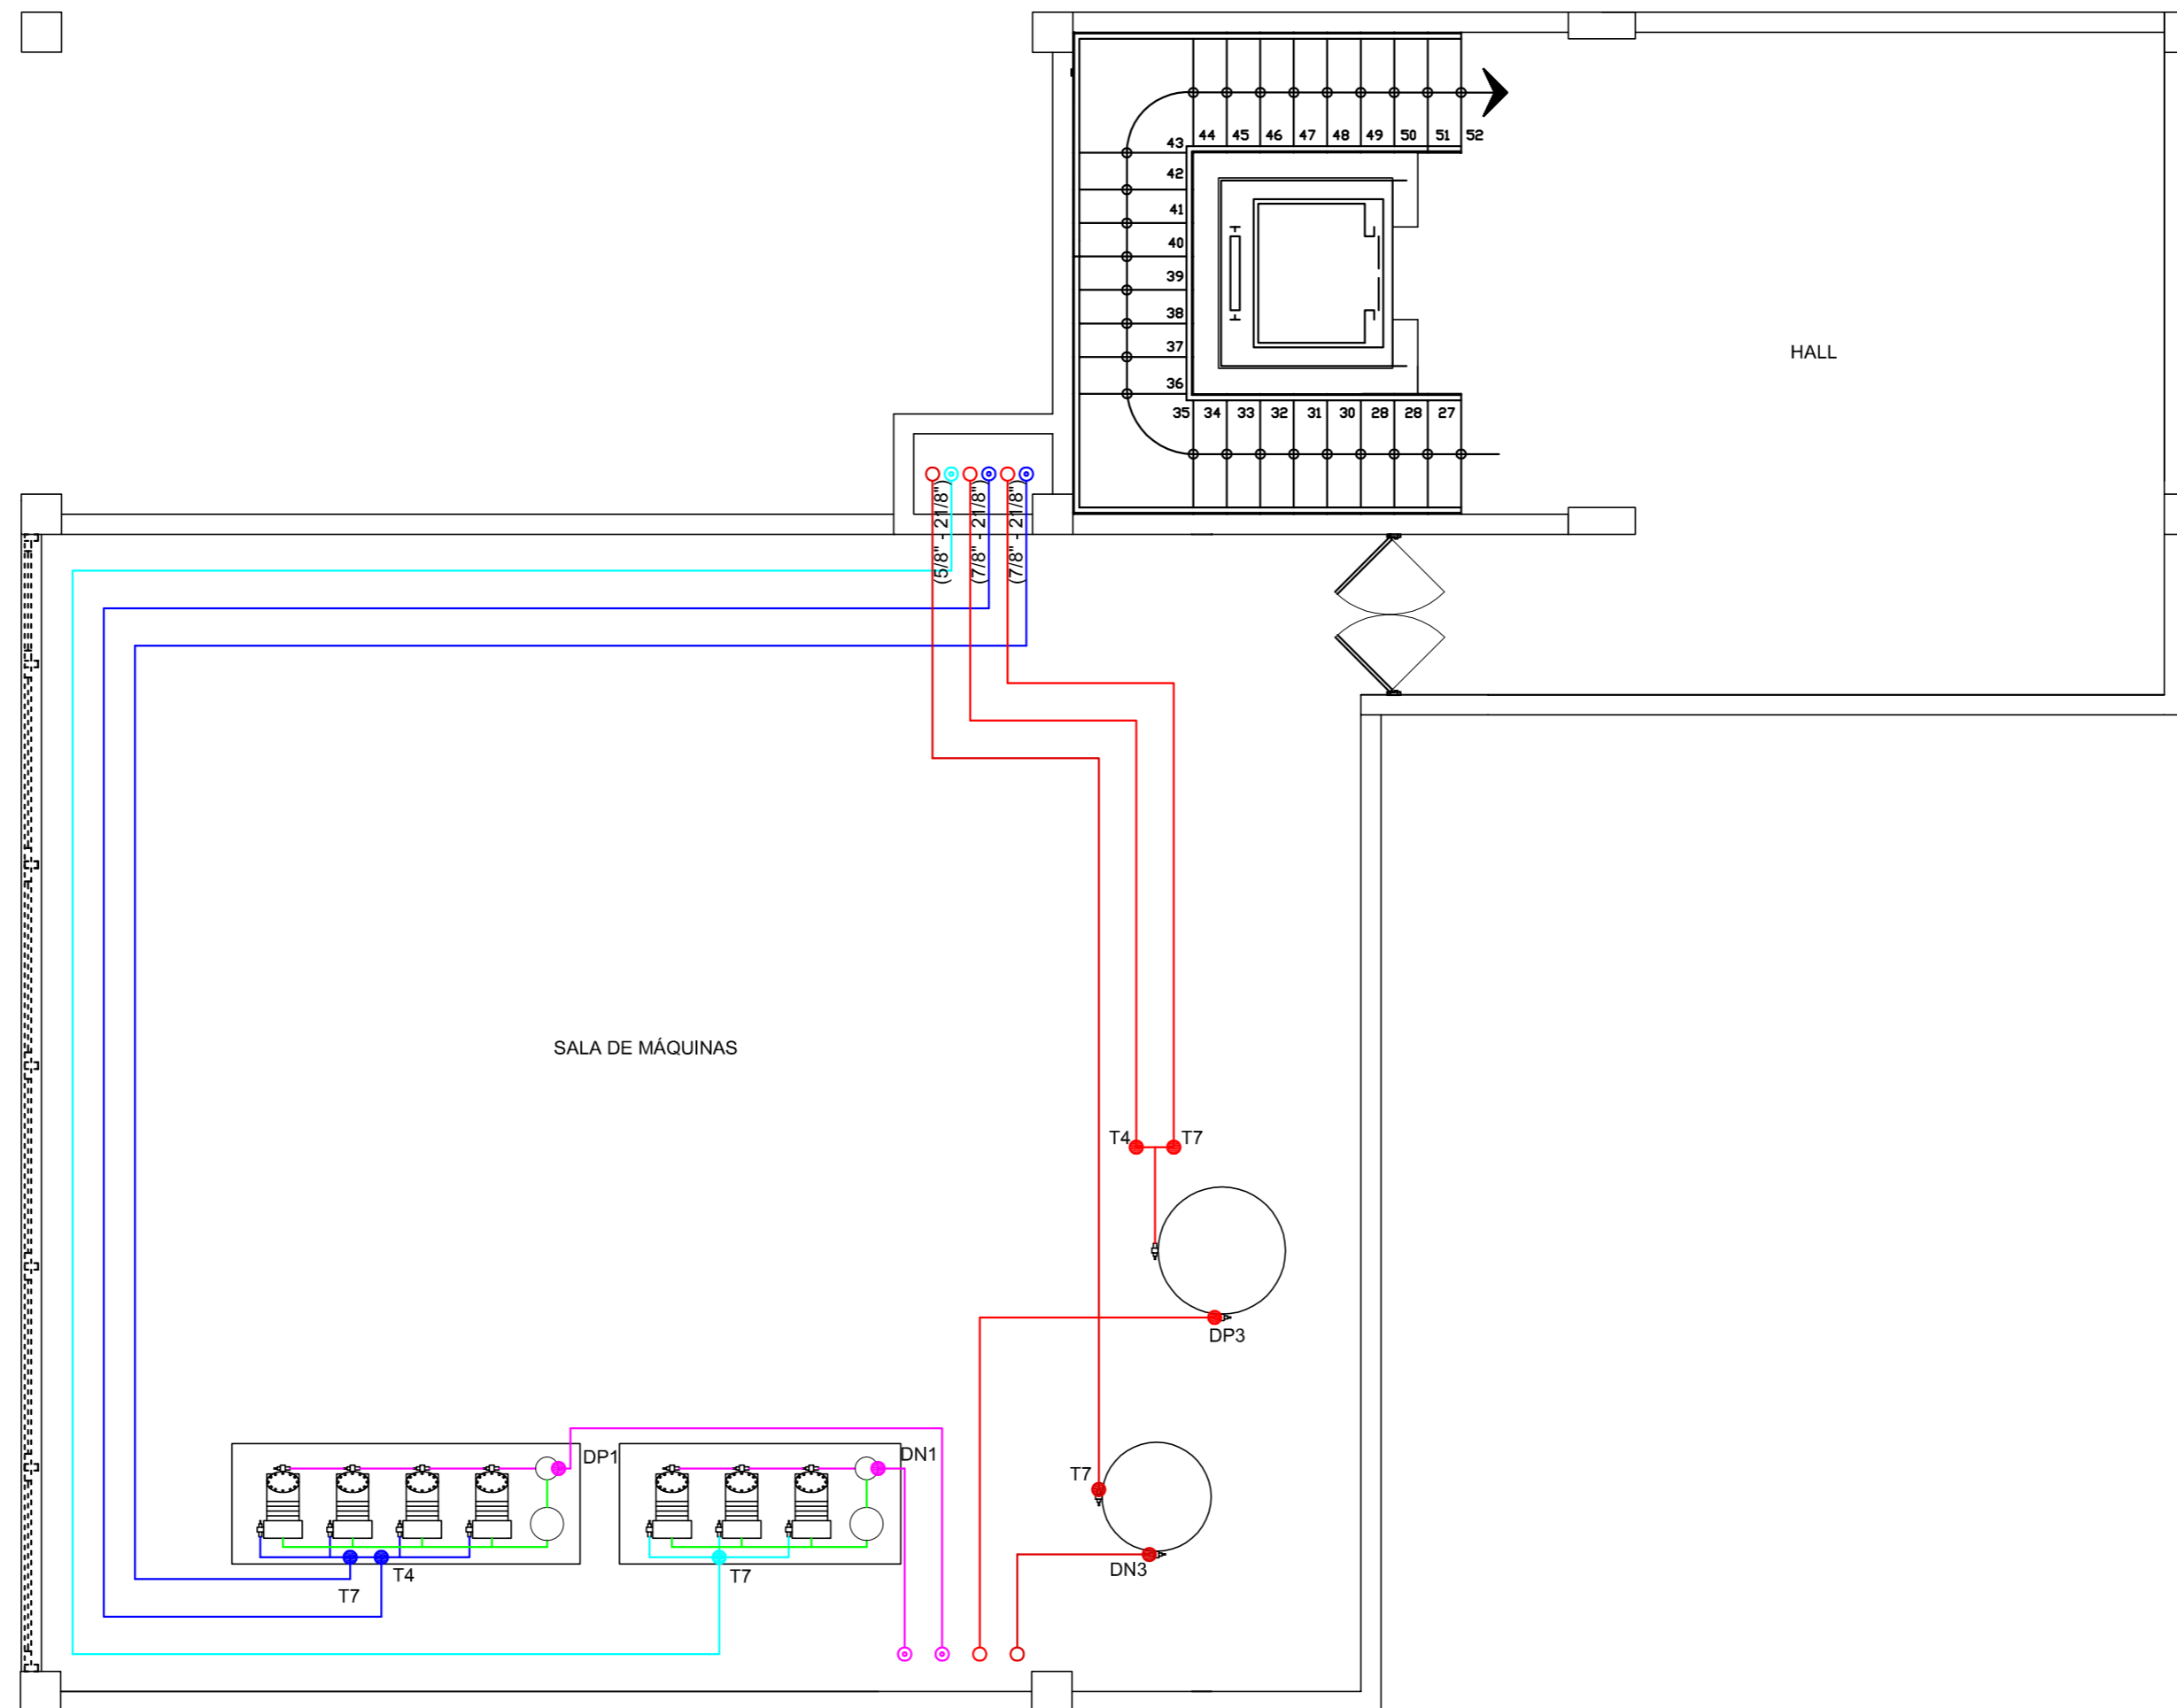 44 45 46 47 48 49 50 51 52
43
42
41
40
39
38
37
36
35 34 33 32 31 30 28 28 27
HALL
(5/8" - 21/8")
(7/8" - 21/8")
(7/8" - 21/8")
SALA DE MÁQUINAS
T4 T7
DP3
DP1
DN1
T7
DN3
T4
T7
T7